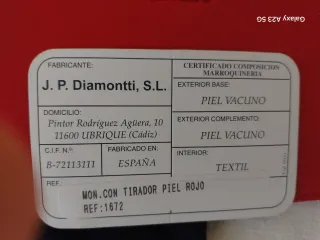 Galaxy A23 5G
FABRICANTE:
J. P. Diamontti, S.L.
DOMICILIO:
Pintor Rodríguez Agüera, 10
11600 UBRIQUE (Cádiz)
C.I.F. N.º:
B-72113111
FABRICADO EN:
ESPAÑA
CERTIFICADO COMPOSICION
MARROQUINERIA
EXTERIOR BASE:
PIEL VACUNO
EXTERIOR COMPLEMENTO:
PIEL VACUNO
INTERIOR:
TEXTIL
REF.:
MON.CON TIRADOR PIEL ROJO
REF:1672